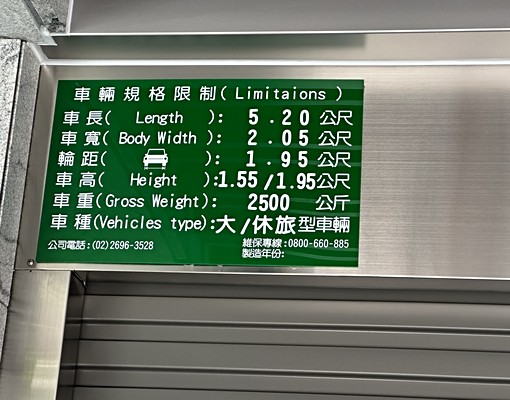 車輛規格限制( Limitaions )
車長( Length ): 5.20公尺
車寬( Body Width ): 2.05公尺
輪距( ): 1.95公尺
車高( Height ):1.55/1.95公尺
車重(Gross Weight): 2500 公斤
車種(Vehicles type):大/休旅型車輛
公司電話:(02)2696-3528
維保專線:0800-660-885
製造年份: